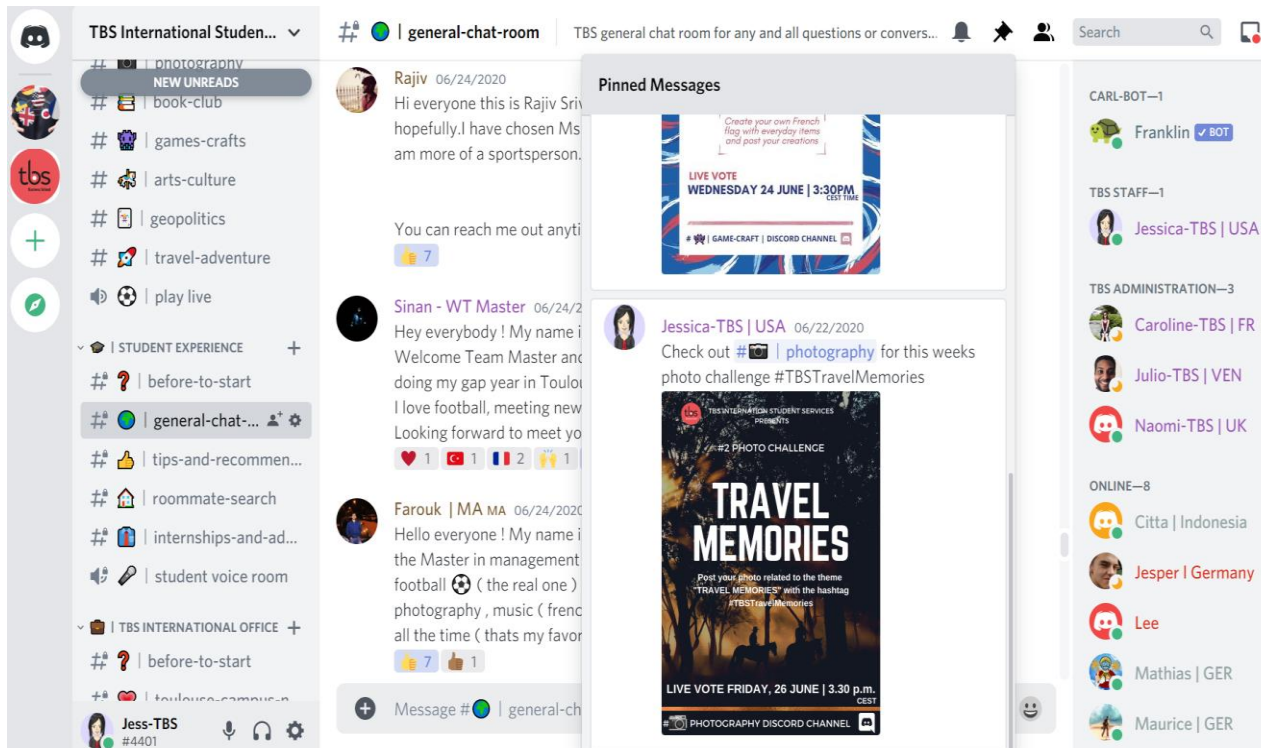 TBS International Studen...
# | photography
NEW UNREADS
# | book-club
# | games-crafts
# | arts-culture
# | geopolitics
# | travel-adventure
| play live
| STUDENT EXPERIENCE +
# | before-to-start
# | general-chat-...
# | tips-and-recommen...
# | roommate-search
# | internships-and-ad...
| student voice room
| TBS INTERNATIONAL OFFICE +
# | before-to-start
# | toulouse-campus-n
Jess-TBS
#4401
tbs
# | general-chat-room
TBS general chat room for any and all questions or convers...
Search
Rajiv 06/24/2020
Hi everyone this is Rajiv Sri
hopefully.I have chosen Ms
am more of a sportsperson.
You can reach me out anyti
7
Sinan - WT Master 06/24/2
Hey everybody ! My name i
Welcome Team Master and
doing my gap year in Toulou
I love football, meeting new
Looking forward to meet yo
1 1 2 1
Farouk | MA MA 06/24/2020
Hello everyone ! My name i
the Master in management
football ( the real one )
photography , music ( frenc
all the time ( thats my favor
7 1
Message # | general-ch
Pinned Messages
Create your own French
flag with everyday items
and post your creations
LIVE VOTE
WEDNESDAY 24 JUNE | 3:30PM
CEST TIME
# | GAME-CRAFT | DISCORD CHANNEL
Jessica-TBS | USA 06/22/2020
Check out # | photography for this weeks
photo challenge #TBSTravelMemories
tbs
TBS INTERNATION STUDENT SERVICES
PRESENTS
#2 PHOTO CHALLENGE
TRAVEL
MEMORIES
Post your photo related to the theme
"TRAVEL MEMORIES" with the hashtag
#TBSTravelMemories
LIVE VOTE FRIDAY, 26 JUNE | 3.30 p.m.
CEST
# PHOTOGRAPHY DISCORD CHANNEL
CARL-BOT—1
Franklin BOT
TBS STAFF—1
Jessica-TBS | USA
TBS ADMINISTRATION—3
Caroline-TBS | FR
Julio-TBS | VEN
Naomi-TBS | UK
ONLINE—8
Citta | Indonesia
Jesper l Germany
Lee
Mathias | GER
Maurice | GER